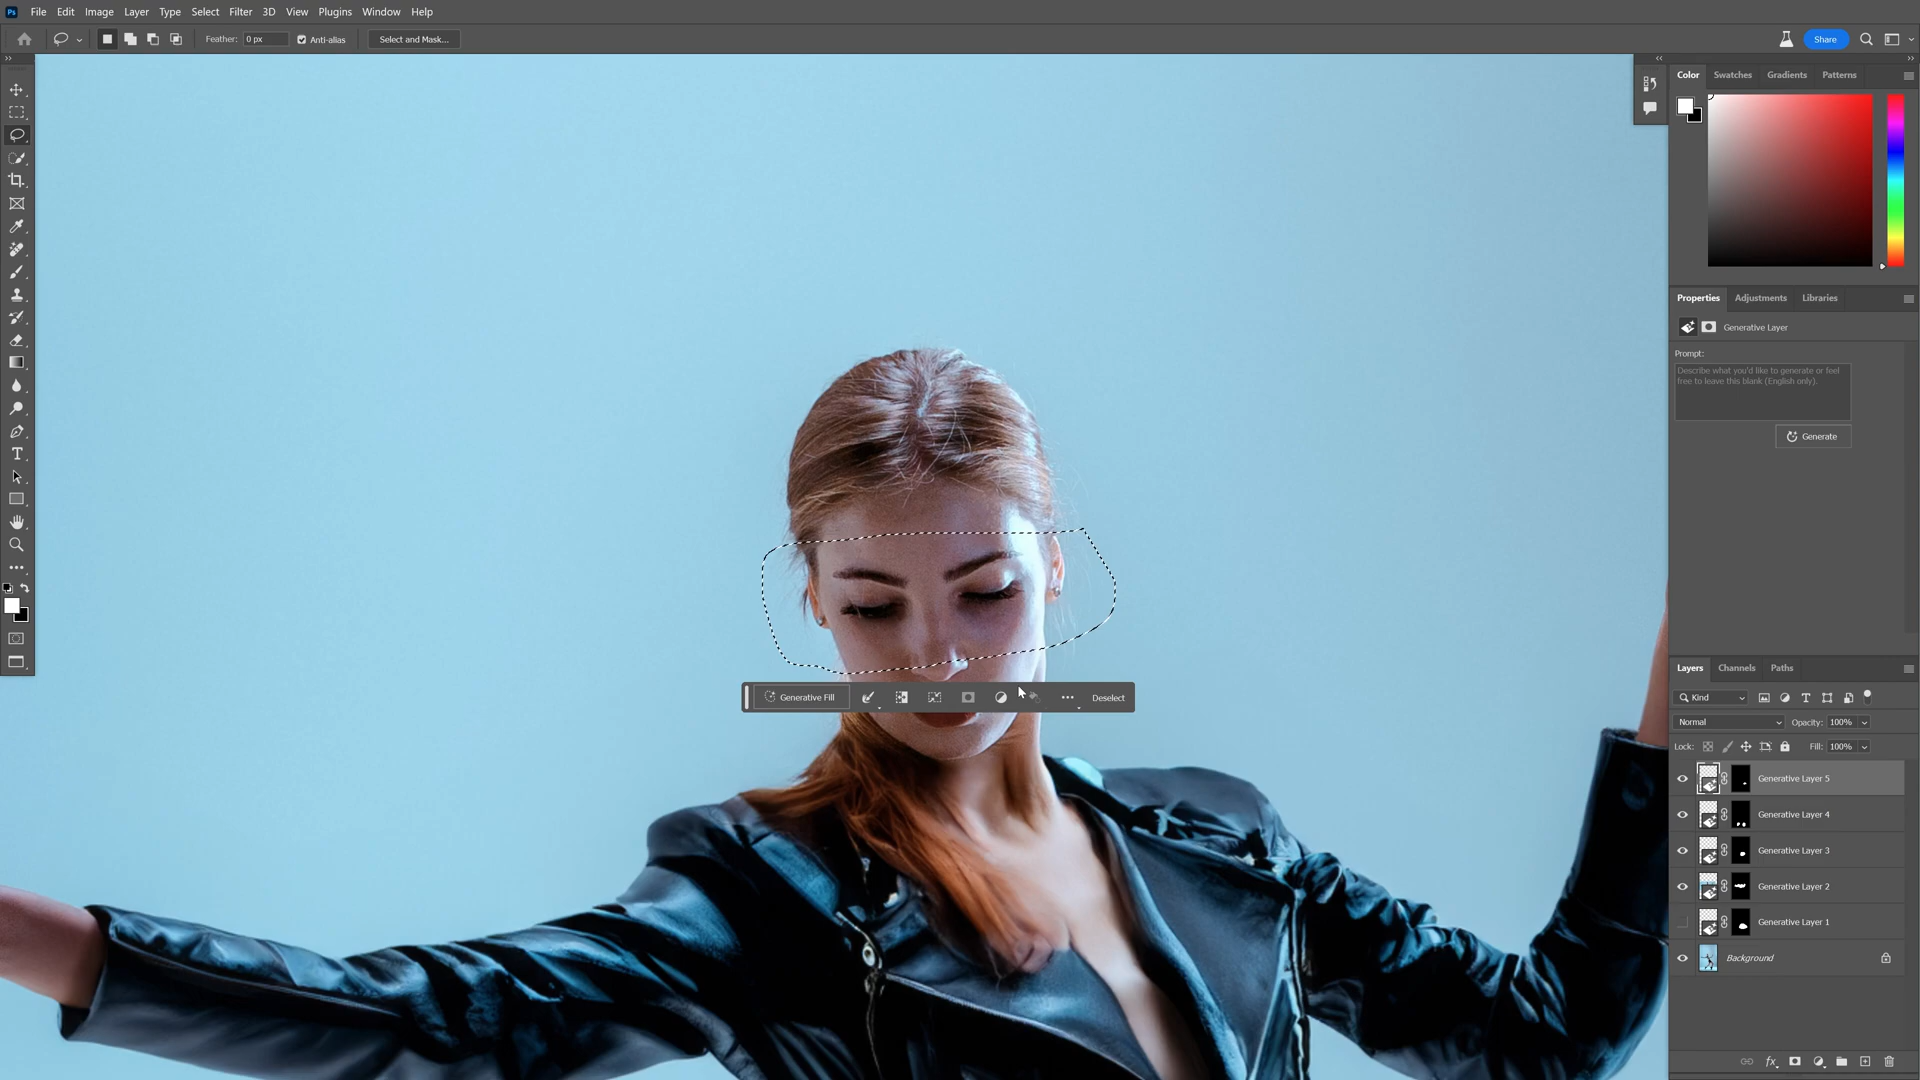 Ps File Edit Image Layer Type Select Filter 3D View Plugins Window Help
Feather: 0 px Anti-alias Select and Mask... Share
Color Swatches Gradients Patterns
Properties Adjustments Libraries
Generative Layer
Prompt:
Describe what you'd like to generate or feel
free to leave this blank (English only).
Generate
Generative Fill Deselect
Layers Channels Paths
Kind
Normal Opacity: 100%
Lock: Fill: 100%
Generative Layer 5
Generative Layer 4
Generative Layer 3
Generative Layer 2
Generative Layer 1
Background
fx